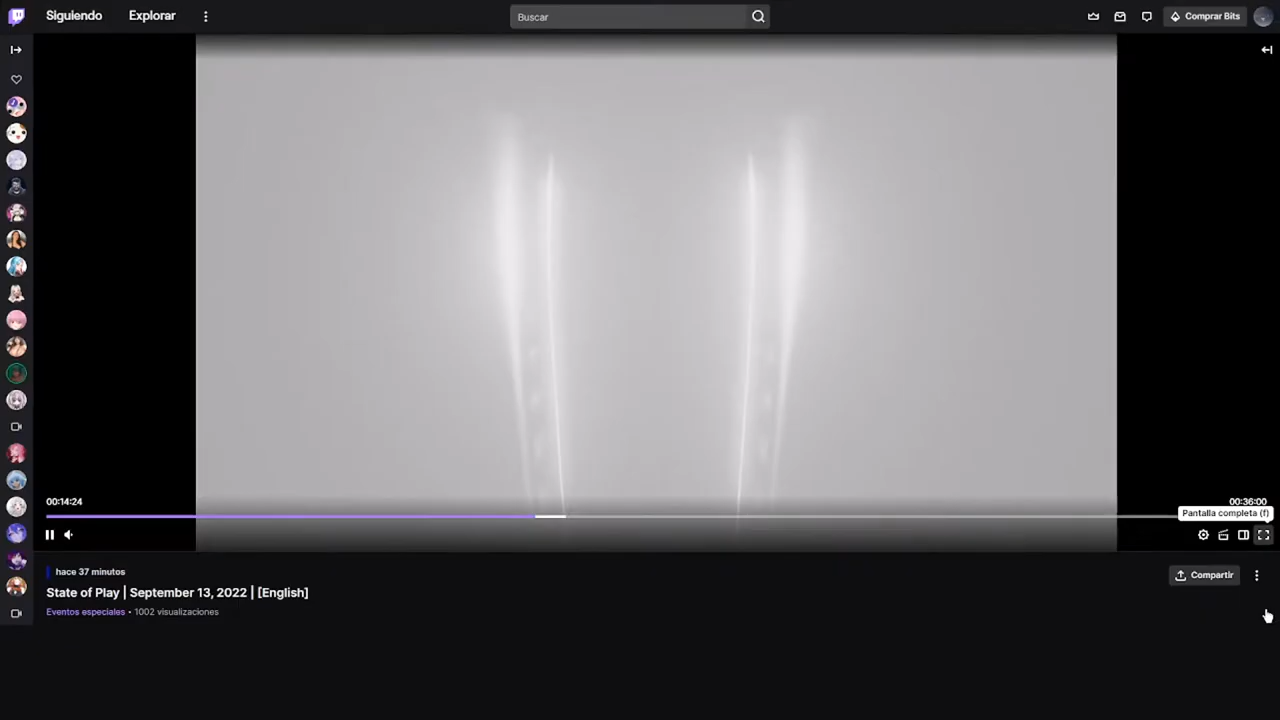 Siguiendo
Explorar
Buscar
Comprar Bits
00:14:24
00:36:00
Pantalla completa (f)
hace 37 minutos
Compartir
State of Play | September 13, 2022 | [English]
Eventos especiales • 1002 visualizaciones